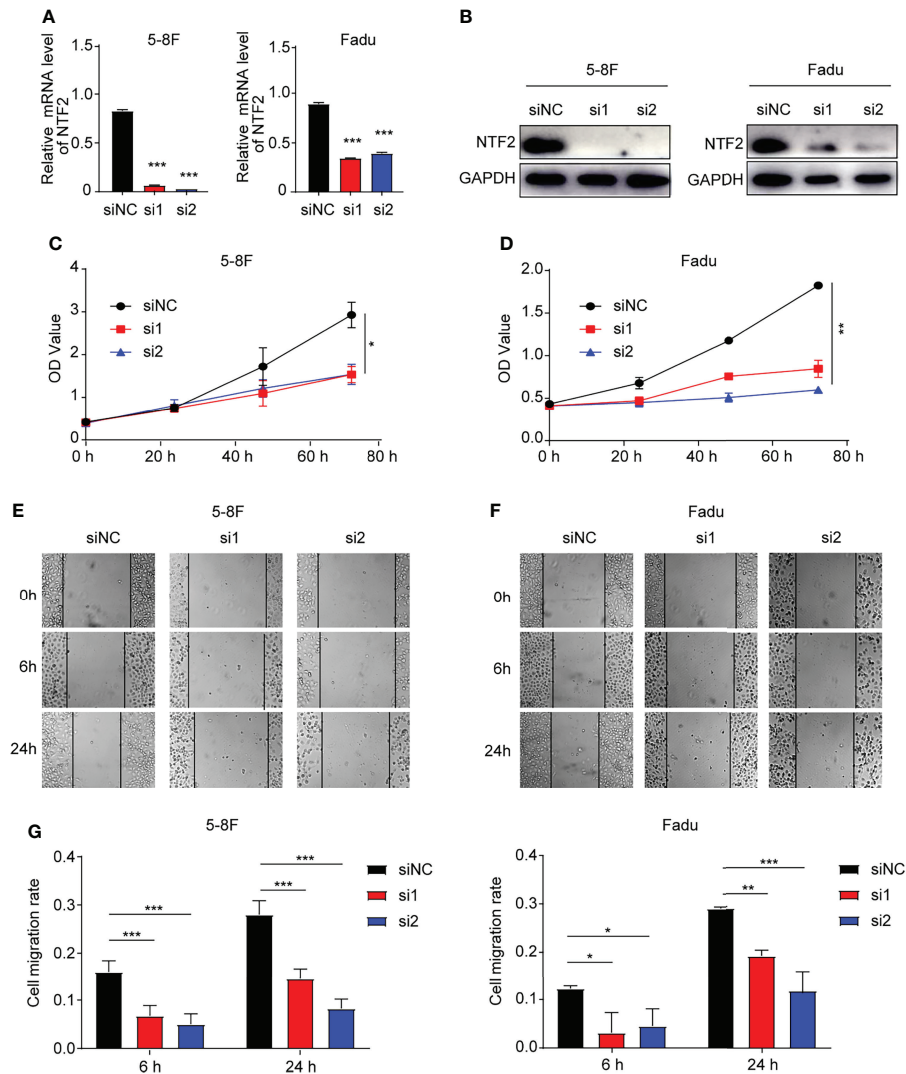 A
5-8F
Relative mRNA level
of NTF2
1.5
1.0
0.5
0
***
***
siNC si1 si2
Fadu
Relative mRNA level
of NTF2
1.5
1.0
0.5
0
***
***
siNC si1 si2
B
5-8F
siNC si1 si2
NTF2
GAPDH
Fadu
siNC si1 si2
NTF2
GAPDH
C
5-8F
OD Value
4
3
2
1
0
siNC
si1
si2
*
0 h 20 h 40 h 60 h 80 h
D
Fadu
OD Value
2.0
1.5
1.0
0.5
0.0
siNC
si1
si2
**
0 h 20 h 40 h 60 h 80 h
E
5-8F
siNC si1 si2
0h
6h
24h
F
Fadu
siNC si1 si2
0h
6h
24h
G
5-8F
Cell migration rate
0.4
0.3
0.2
0.1
0.0
***
***
***
***
siNC
si1
si2
6 h 24 h
Fadu
Cell migration rate
0.4
0.3
0.2
0.1
0.0
*
*
***
**
siNC
si1
si2
6 h 24 h